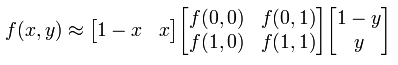 f(x, y) ≈ [1 − x  x] [f(0, 0)  f(0, 1); f(1, 0)  f(1, 1)] [1 − y; y]